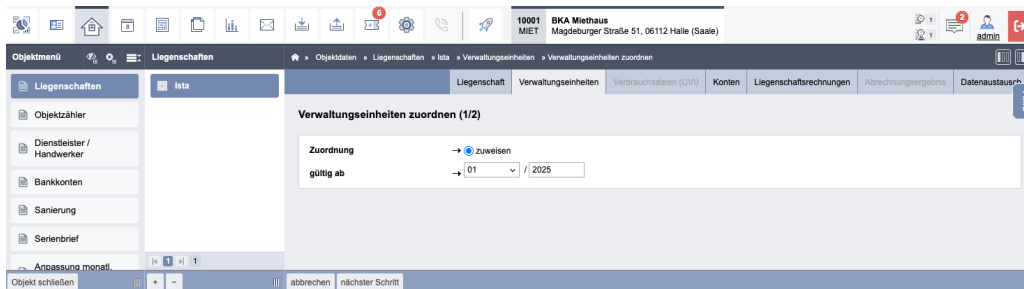 6
10001 BKA Miethaus
MIET Magdeburger Straße 51, 06112 Halle (Saale)
1
1
2
admin
Objektmenü
Liegenschaften
» Objektdaten » Liegenschaften » Ista » Verwaltungseinheiten » Verwaltungseinheiten zuordnen
Liegenschaften
Objektzähler
Dienstleister /
Handwerker
Bankkonten
Sanierung
Serienbrief
Anpassung monatl.
Ista
|« 1 »| 1
Liegenschaft Verwaltungseinheiten Verbrauchsdaten (UVI) Konten Liegenschaftsrechnungen Abrechnungsergebnis Datenaustausch
Verwaltungseinheiten zuordnen (1/2)
Zuordnung → zuweisen
gültig ab → 01 / 2025
Objekt schließen + − abbrechen nächster Schritt